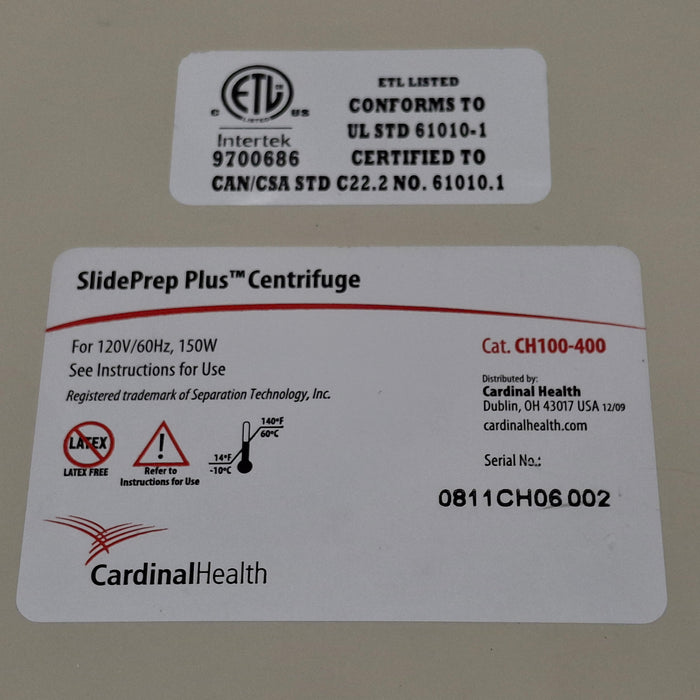 ETL LISTED
C ETL US
LISTED
CONFORMS TO
UL STD 61010-1
Intertek
9700686
CERTIFIED TO
CAN/CSA STD C22.2 NO. 61010.1
SlidePrep Plus™ Centrifuge
For 120V/60Hz, 150W
See Instructions for Use
Registered trademark of Separation Technology, Inc.
Cat. CH100-400
Distributed by:
Cardinal Health
Dublin, OH 43017 USA 12/09
cardinalhealth.com
LATEX
LATEX FREE
!
Refer to
Instructions for Use
140°F
60°C
14°F
-10°C
Serial No.:
0811CH06 002
CardinalHealth